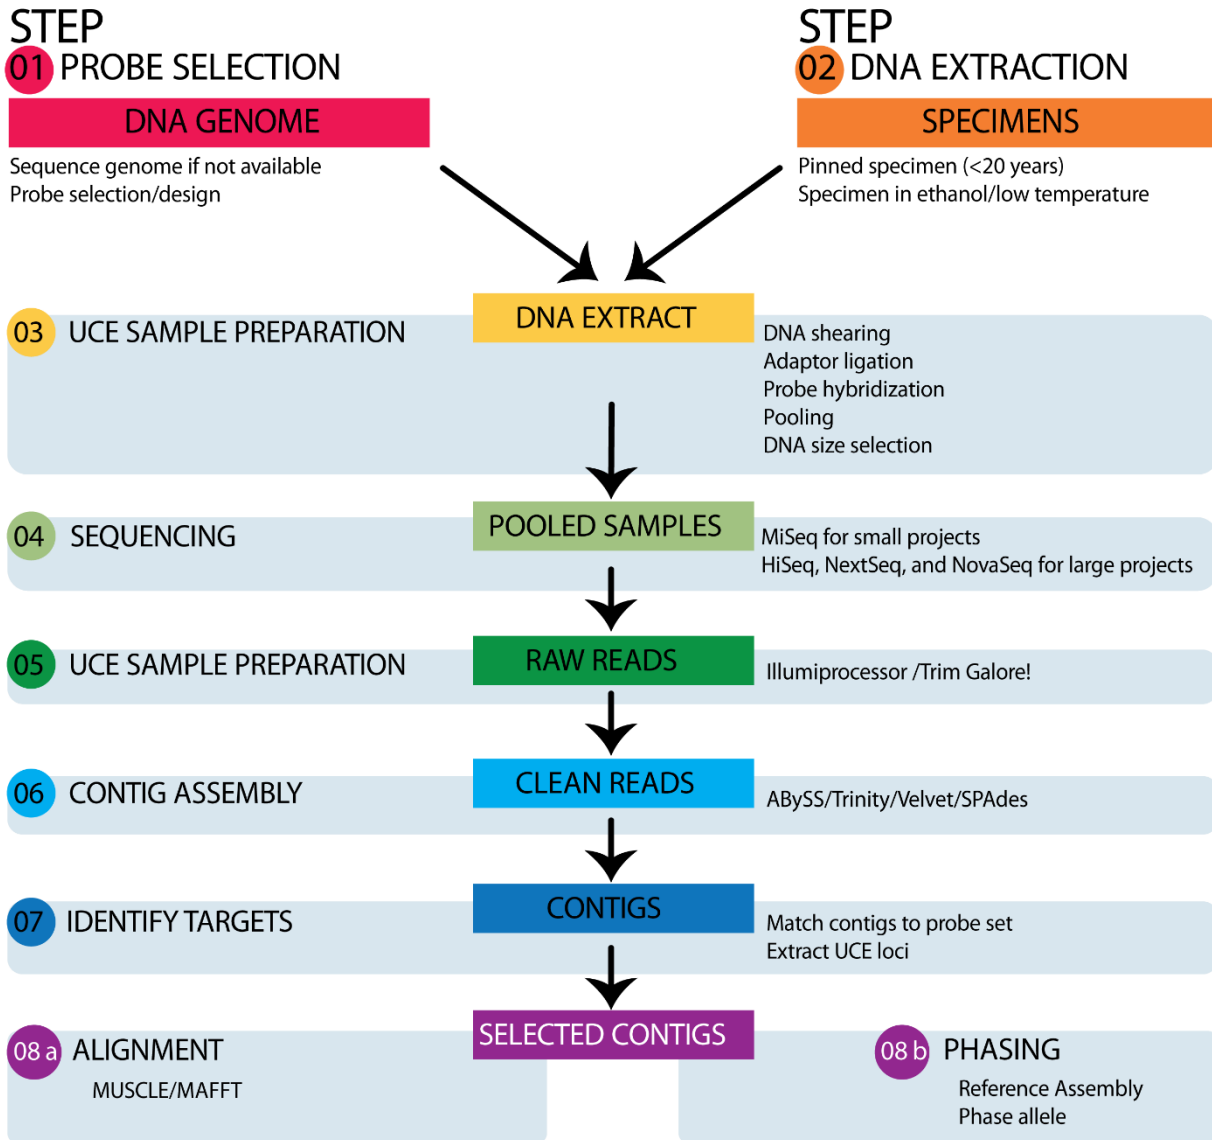 STEP
01 PROBE SELECTION
DNA GENOME
Sequence genome if not available
Probe selection/design
STEP
02 DNA EXTRACTION
SPECIMENS
Pinned specimen (<20 years)
Specimen in ethanol/low temperature
03 UCE SAMPLE PREPARATION
DNA EXTRACT
DNA shearing
Adaptor ligation
Probe hybridization
Pooling
DNA size selection
04 SEQUENCING
POOLED SAMPLES
MiSeq for small projects
HiSeq, NextSeq, and NovaSeq for large projects
05 UCE SAMPLE PREPARATION
RAW READS
Illumiprocessor /Trim Galore!
06 CONTIG ASSEMBLY
CLEAN READS
ABySS/Trinity/Velvet/SPAdes
07 IDENTIFY TARGETS
CONTIGS
Match contigs to probe set
Extract UCE loci
SELECTED CONTIGS
08 a ALIGNMENT
MUSCLE/MAFFT
08 b PHASING
Reference Assembly
Phase allele